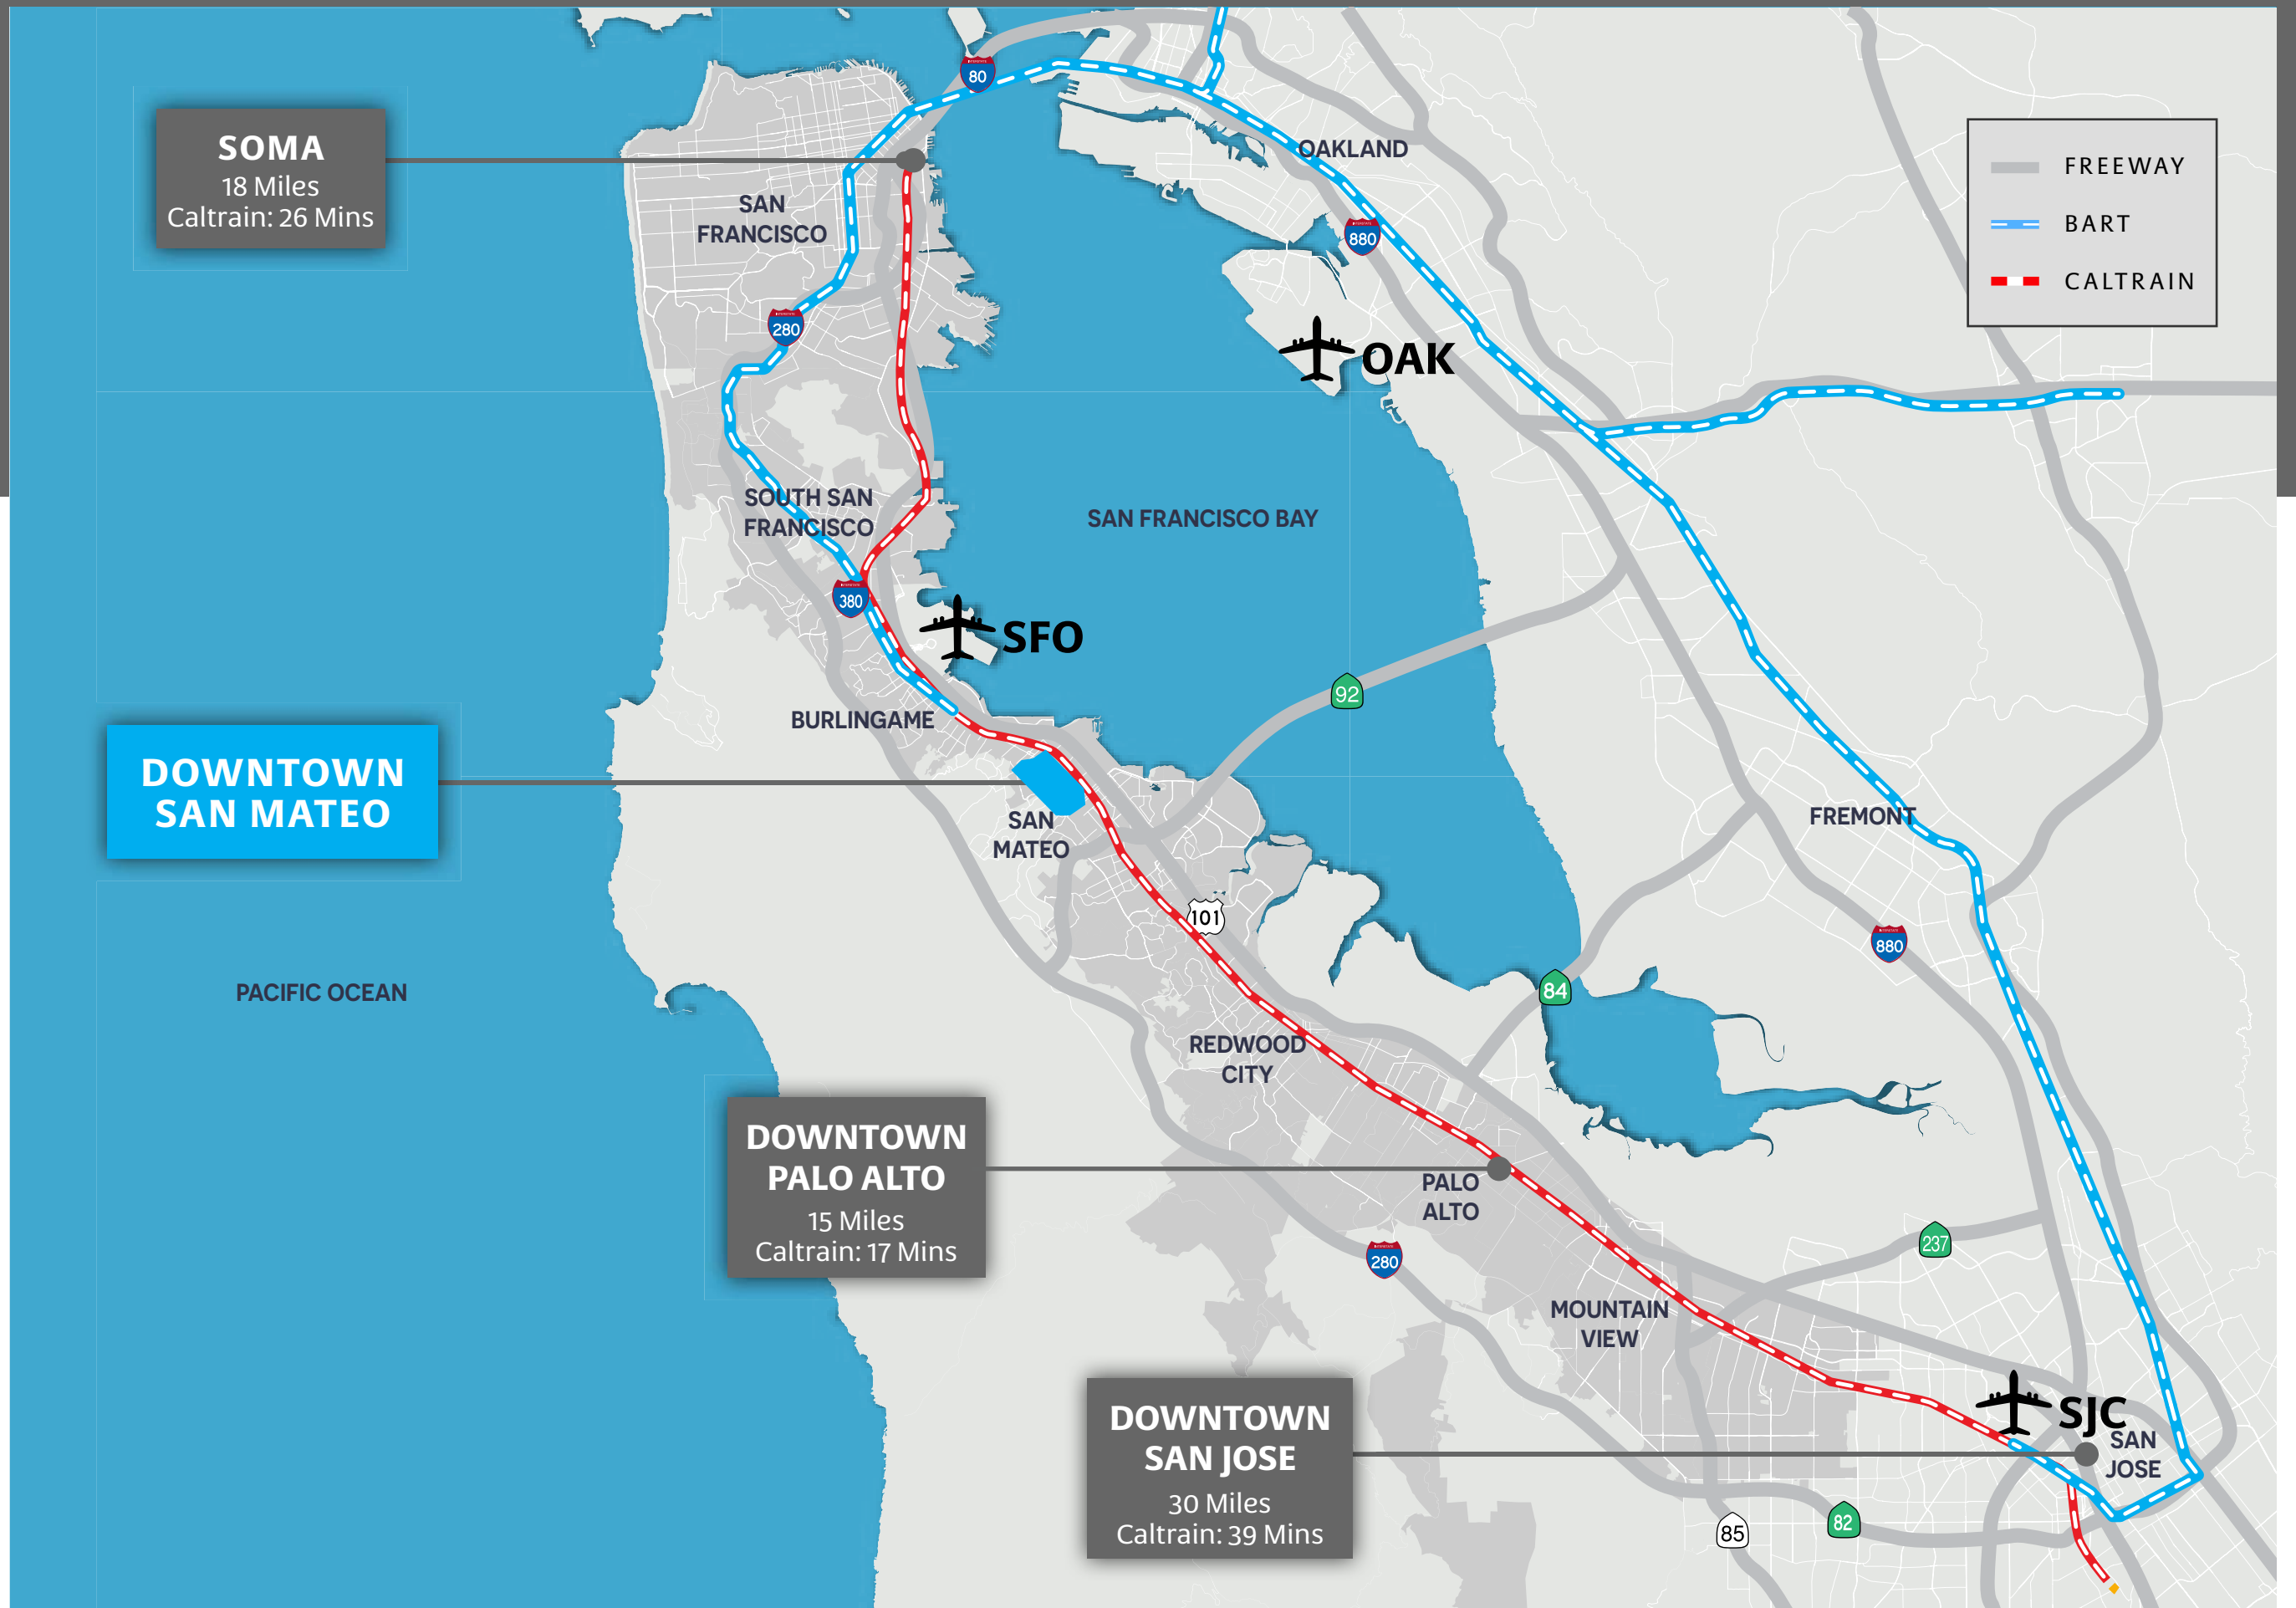 80
SOMA
18 Miles
Caltrain: 26 Mins
OAKLAND
FREEWAY
BART
CALTRAIN
SAN
FRANCISCO
880
280
OAK
SOUTH SAN
FRANCISCO
SAN FRANCISCO BAY
380
SFO
92
BURLINGAME
DOWNTOWN
SAN MATEO
SAN
MATEO
FREMONT
101
880
PACIFIC OCEAN
84
REDWOOD
CITY
DOWNTOWN
PALO ALTO
15 Miles
Caltrain: 17 Mins
PALO
ALTO
237
280
MOUNTAIN
VIEW
DOWNTOWN
SAN JOSE
30 Miles
Caltrain: 39 Mins
SJC
SAN
JOSE
85
82